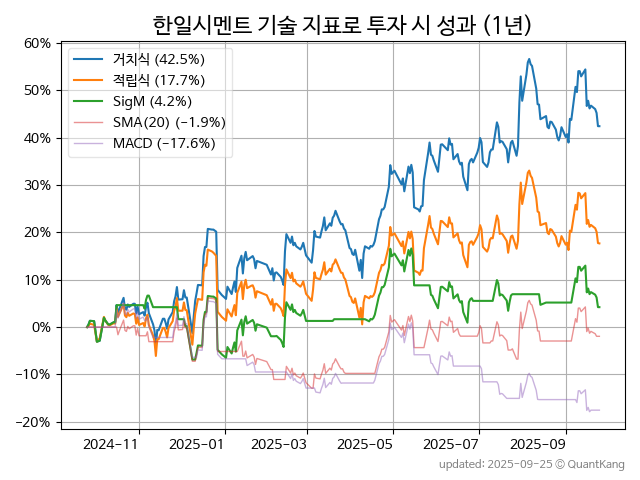 한일시멘트 기술 지표로 투자 시 성과 (1년)
60%
50%
40%
30%
20%
10%
0%
−10%
−20%
거치식 (42.5%)
적립식 (17.7%)
SigM (4.2%)
SMA(20) (−1.9%)
MACD (−17.6%)
2024−11
2025−01
2025−03
2025−05
2025−07
2025−09
updated: 2025−09−25 © QuantKang